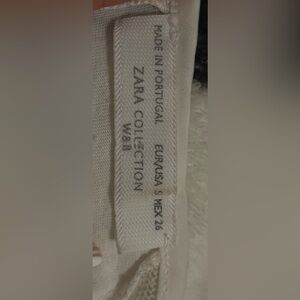 MADE IN PORTUGAL EUR/USA S MEX 26
ZARA COLLECTION
W&B